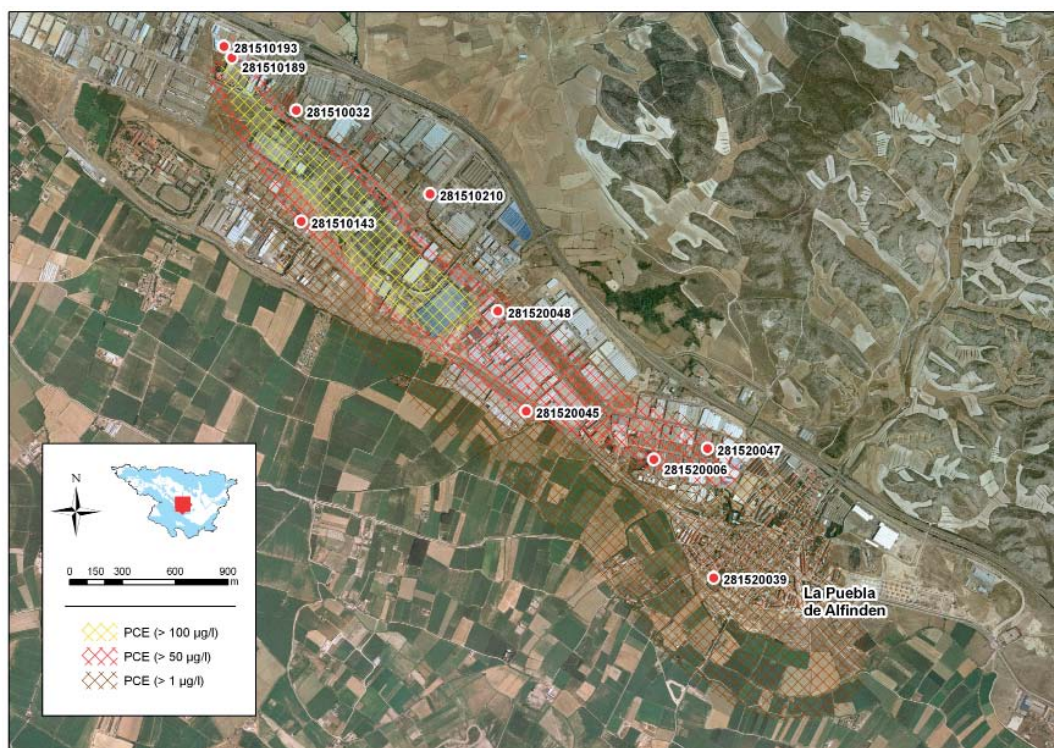 281510193
281510189
281510032
281510210
281510143
281520048
281520045
281520047
281520006
281520039
La Puebla
de Alfinden
N
0 150 300 600 900
m
PCE (> 100 µg/l)
PCE (> 50 µg/l)
PCE (> 1 µg/l)